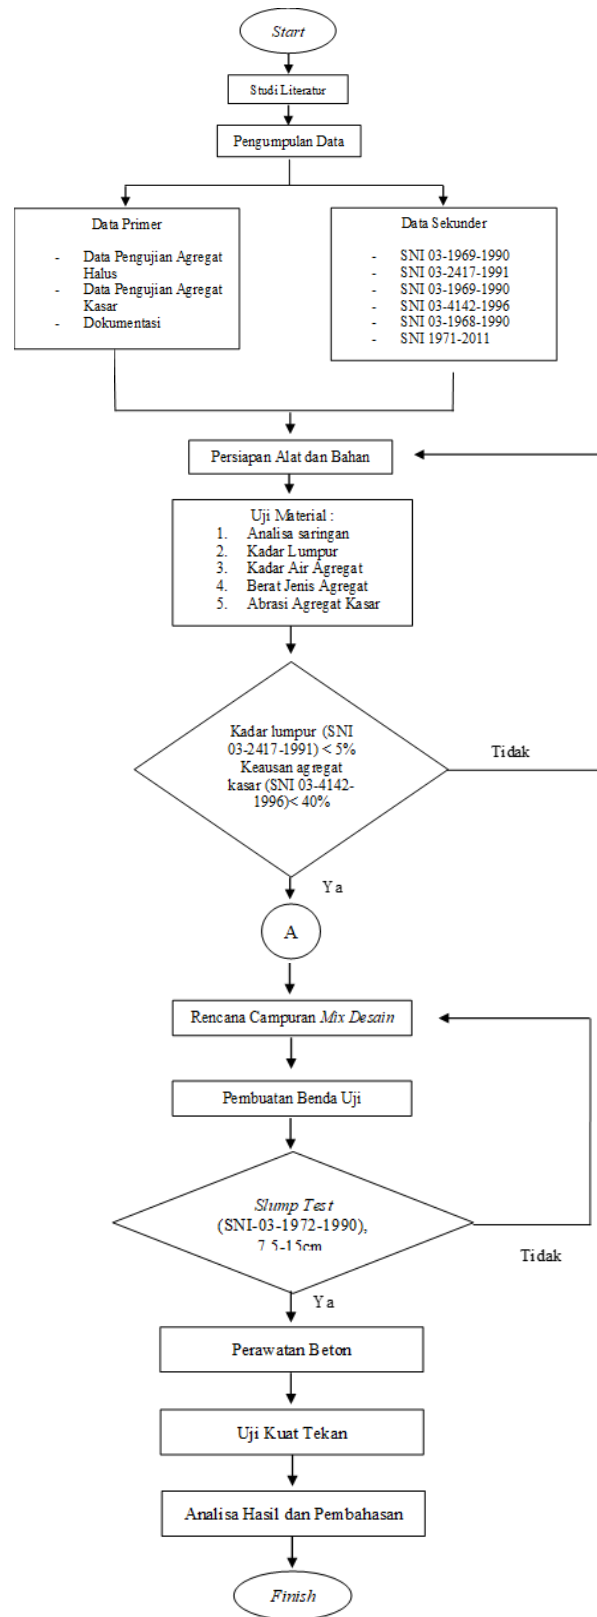 Start
Studi Literatur
Pengumpulan Data
Data Primer
- Data Pengujian Agregat
Halus
- Data Pengujian Agregat
Kasar
- Dokumentasi
Data Sekunder
- SNI 03-1969-1990
- SNI 03-2417-1991
- SNI 03-1969-1990
- SNI 03-4142-1996
- SNI 03-1968-1990
- SNI 1971-2011
Persiapan Alat dan Bahan
Uji Material :
1. Analisa saringan
2. Kadar Lumpur
3. Kadar Air Agregat
4. Berat Jenis Agregat
5. Abrasi Agregat Kasar
Kadar lumpur (SNI
03-2417-1991) < 5%
Keausan agregat
kasar (SNI 03-4142-
1996)< 40%
Tidak
Ya
A
Rencana Campuran Mix Desain
Pembuatan Benda Uji
Slump Test
(SNI-03-1972-1990),
7,5-15cm
Tidak
Ya
Perawatan Beton
Uji Kuat Tekan
Analisa Hasil dan Pembahasan
Finish